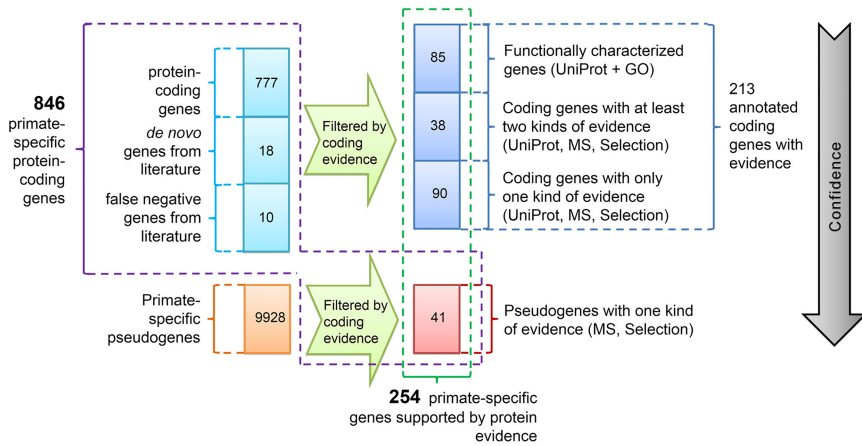 846
primate-
specific
protein-
coding
genes
protein-
coding
genes
777
de novo
genes from
literature
18
false negative
genes from
literature
10
Filtered by
coding
evidence
85
Functionally characterized
genes (UniProt + GO)
38
Coding genes with at least
two kinds of evidence
(UniProt, MS, Selection)
90
Coding genes with only
one kind of evidence
(UniProt, MS, Selection)
213
annotated
coding
genes with
evidence
Confidence
Primate-
specific
pseudogenes
9928
Filtered by
coding
evidence
41
Pseudogenes with one kind
of evidence (MS, Selection)
254 primate-specific
genes supported by protein
evidence